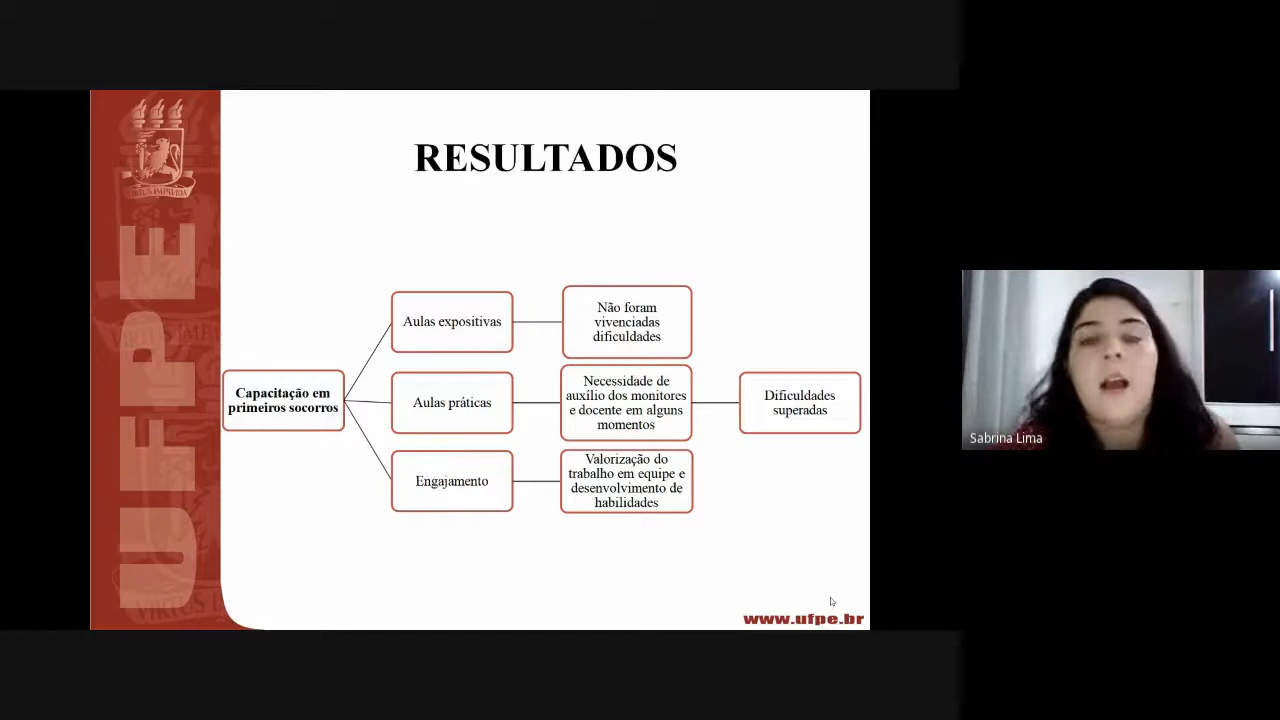 RESULTADOS
VIRTUS IMPAVIDA
UFPE
Capacitação em
primeiros socorros
Aulas expositivas
Não foram
vivenciadas
dificuldades
Aulas práticas
Necessidade de
auxílio dos monitores
e docente em alguns
momentos
Dificuldades
superadas
Engajamento
Valorização do
trabalho em equipe e
desenvolvimento de
habilidades
www.ufpe.br
Sabrina Lima